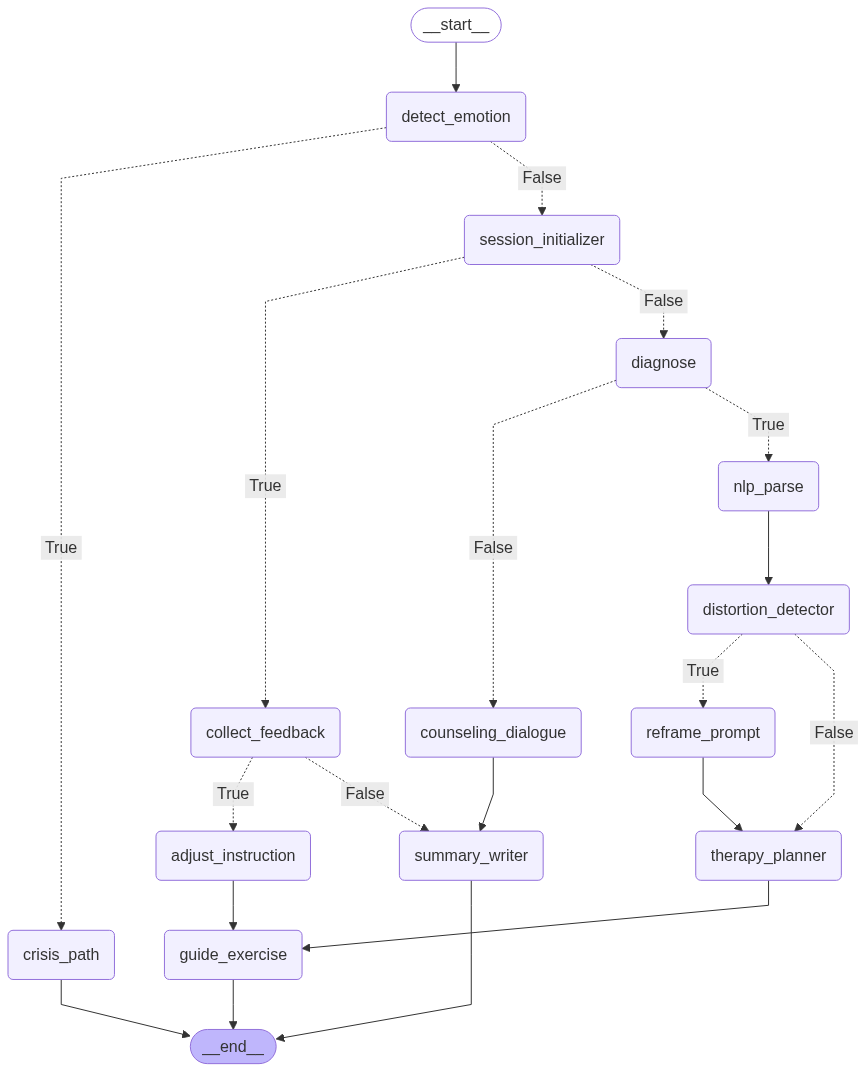 __start__
detect_emotion
False
session_initializer
False
diagnose
True
nlp_parse
True
False
True
distortion_detector
True
False
collect_feedback
counseling_dialogue
reframe_prompt
True
False
adjust_instruction
summary_writer
therapy_planner
crisis_path
guide_exercise
__end__